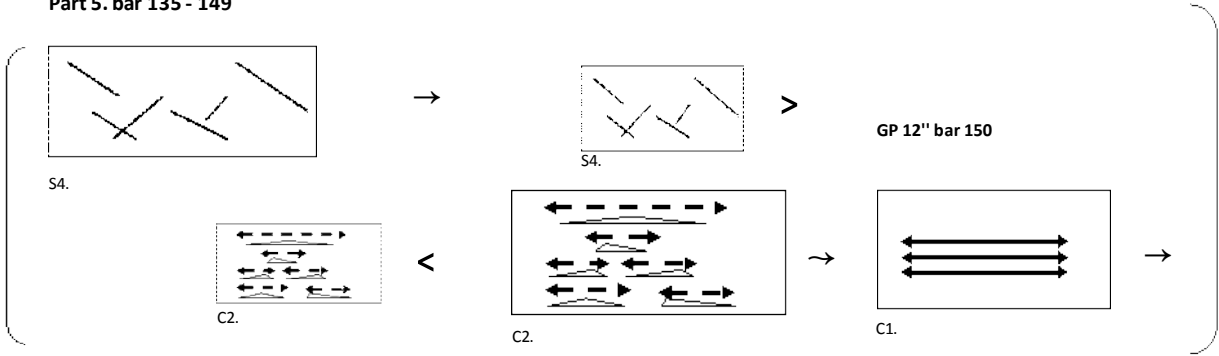 Part 5. bar 135 - 149
→
>
GP 12'' bar 150
S4.
S4.
<
→
→
C2.
C2.
C1.